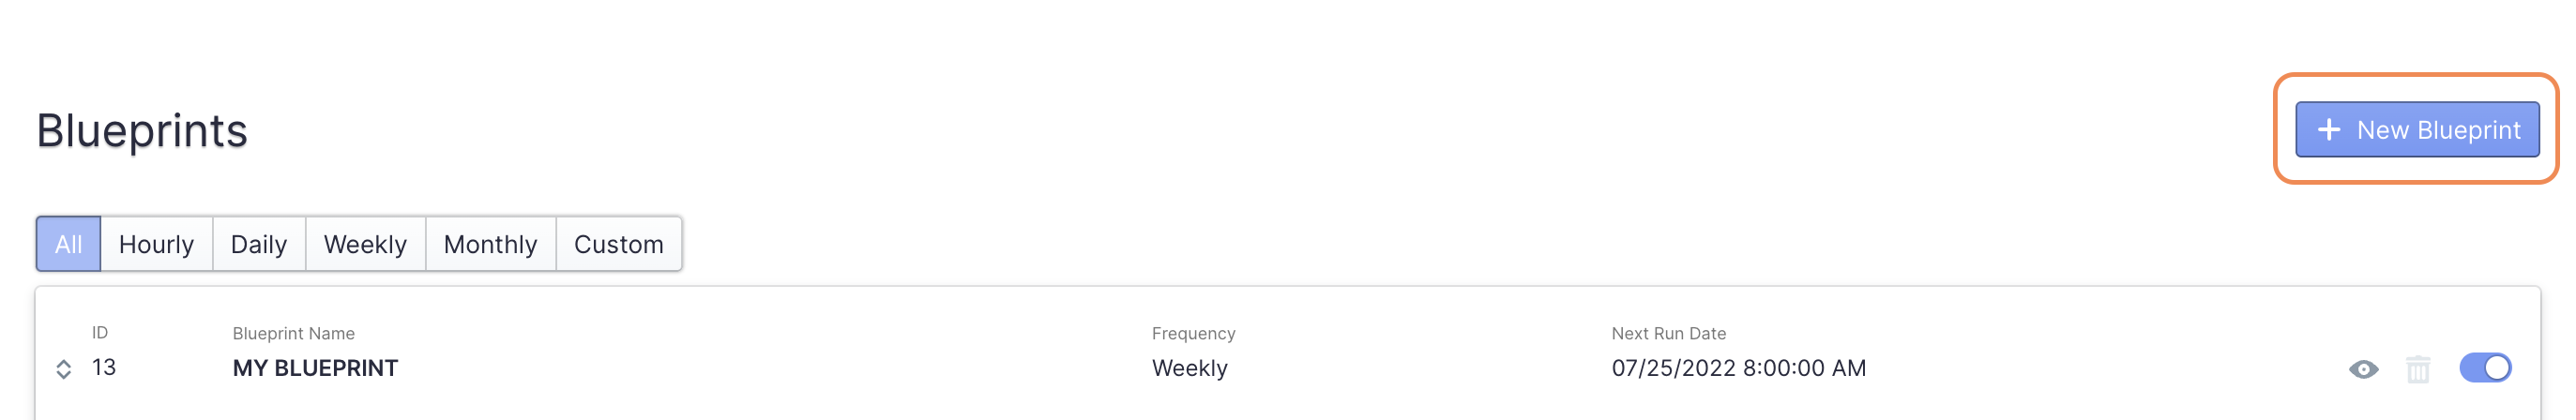 Blueprints
New Blueprint
All Hourly Daily Weekly Monthly Custom
ID Blueprint Name Frequency Next Run Date
13 MY BLUEPRINT Weekly 07/25/2022 8:00:00 AM